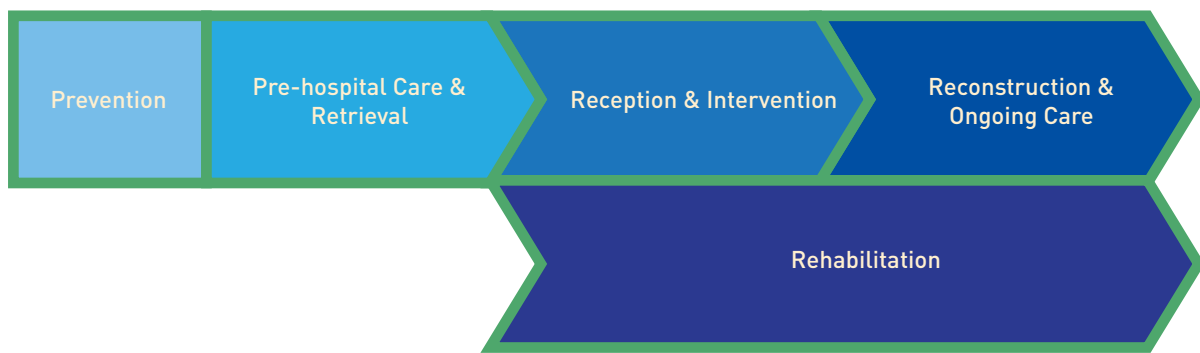 Prevention
Pre-hospital Care &
Retrieval
Reception & Intervention
Reconstruction &
Ongoing Care
Rehabilitation